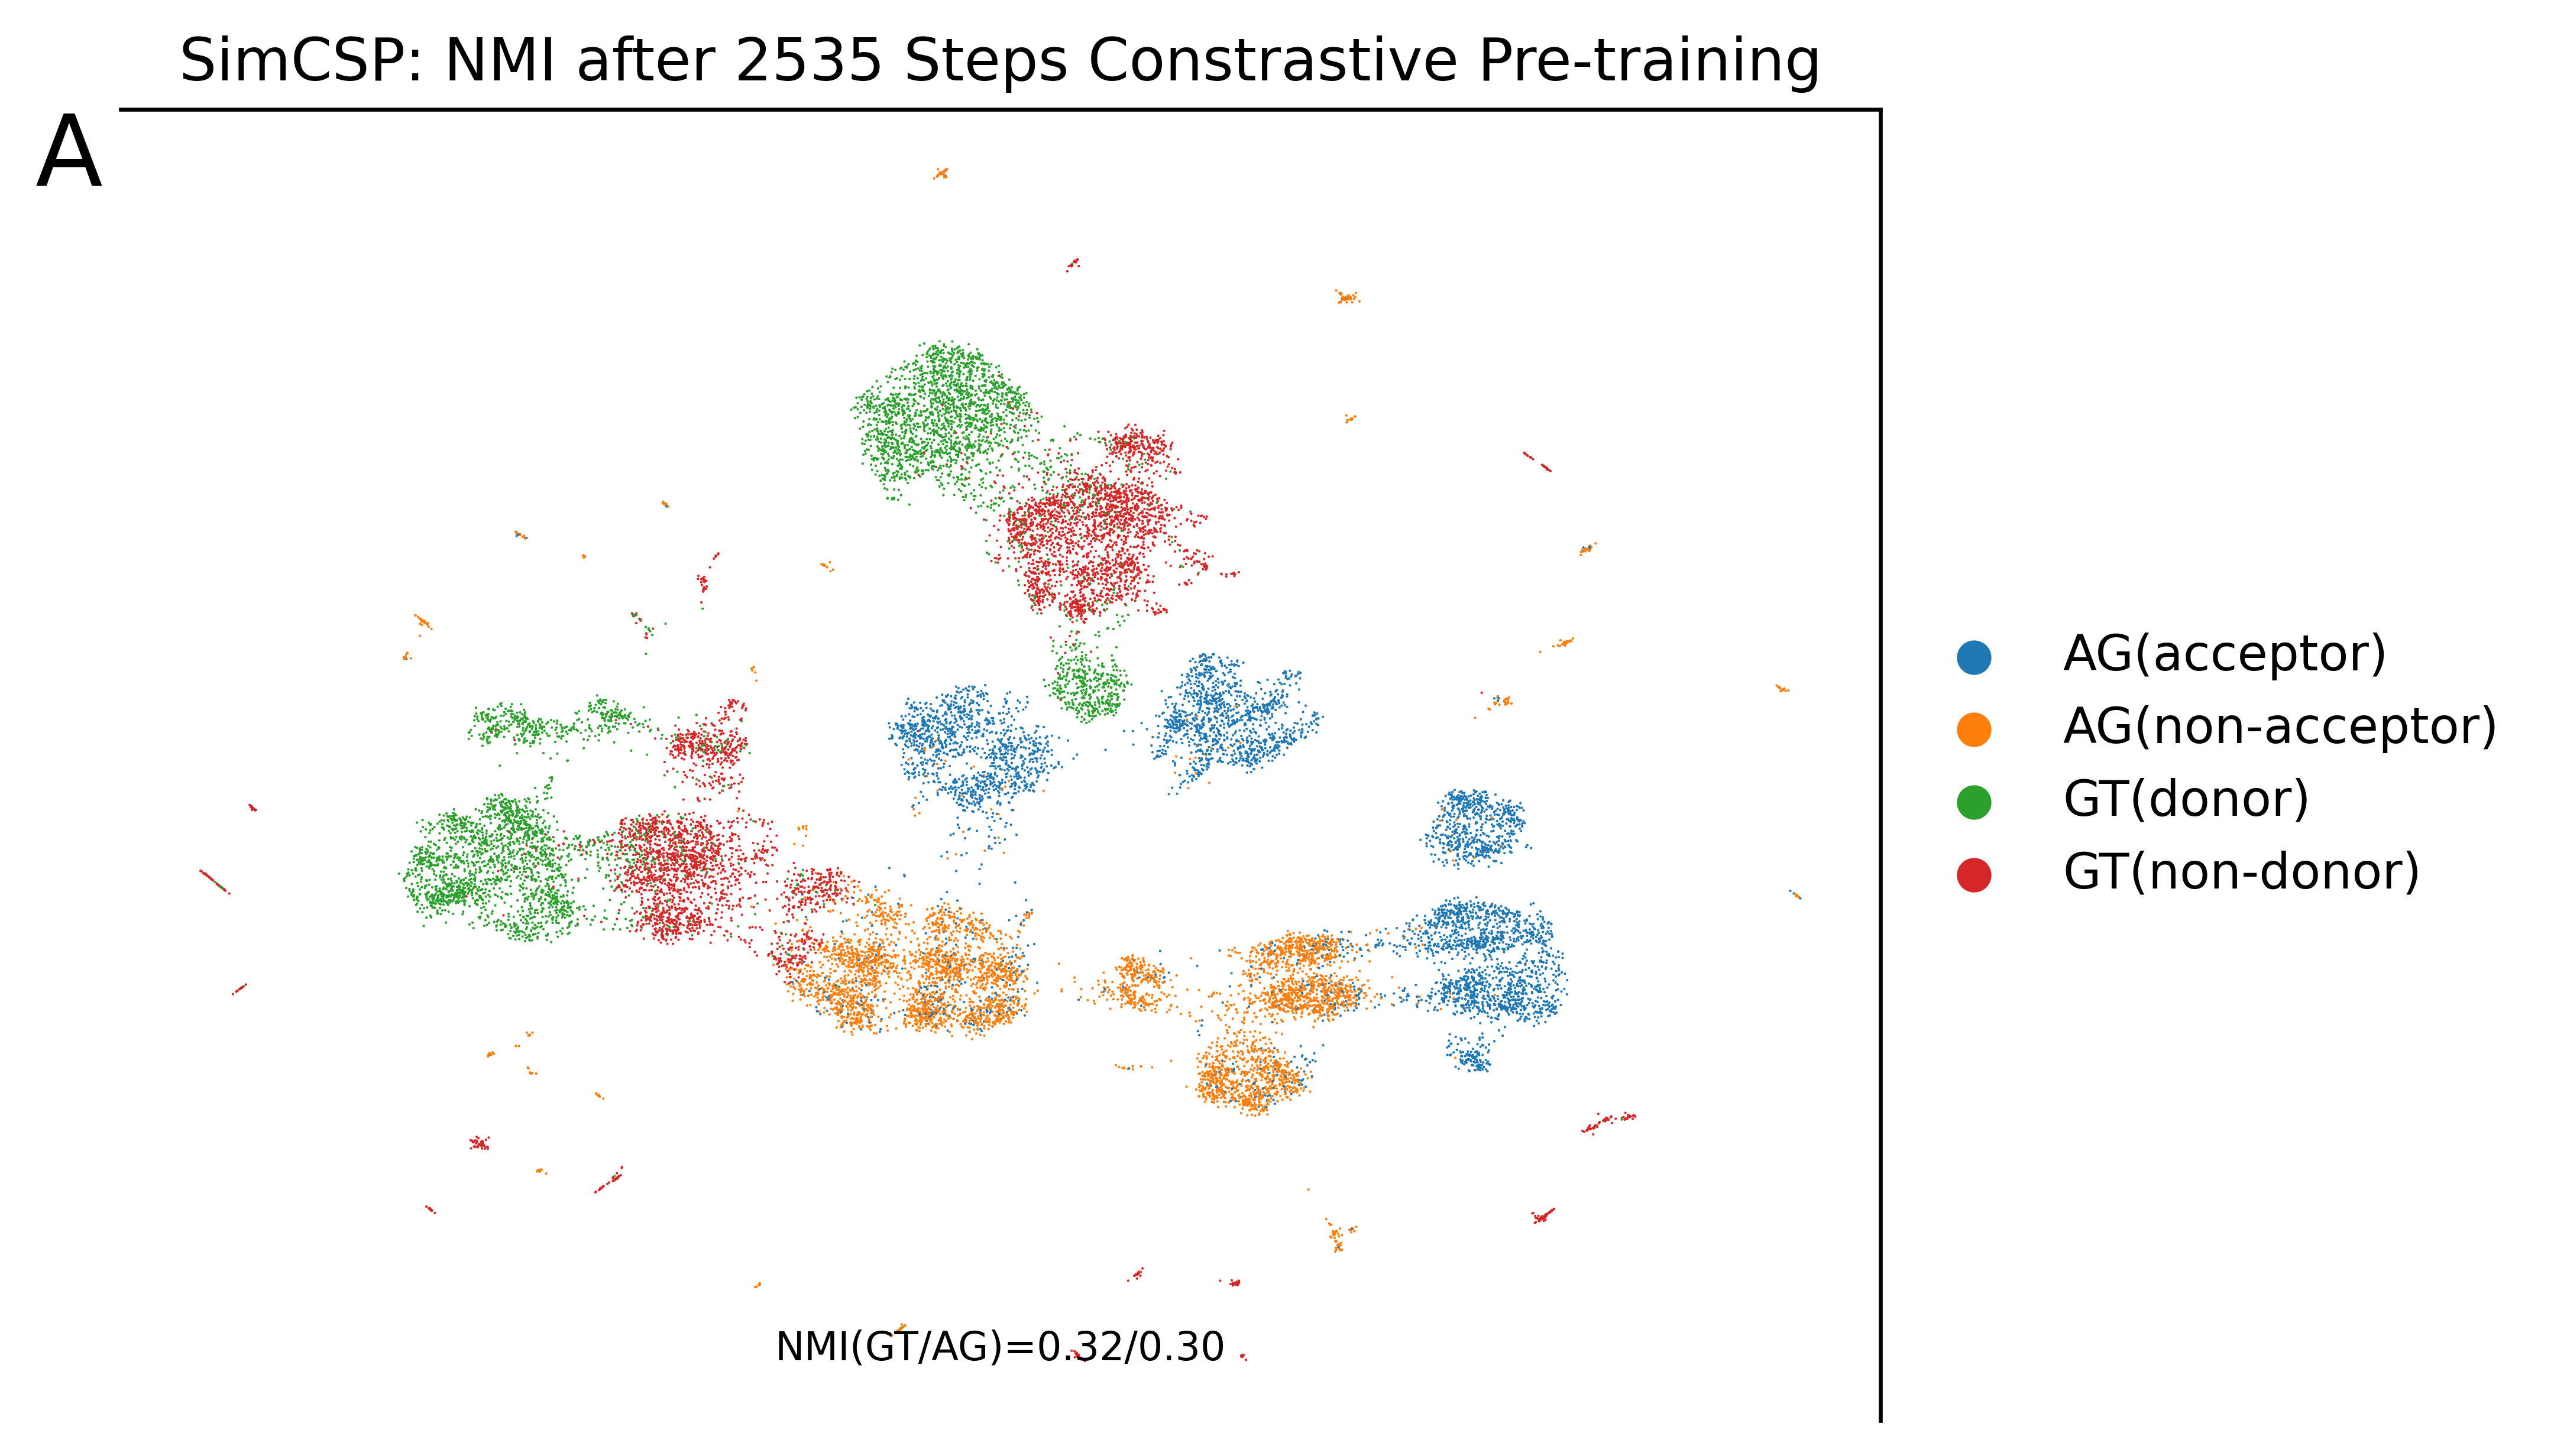 SimCSP: NMI after 2535 Steps Constrastive Pre-training
A
AG(acceptor)
AG(non-acceptor)
GT(donor)
GT(non-donor)
NMI(GT/AG)=0.32/0.30